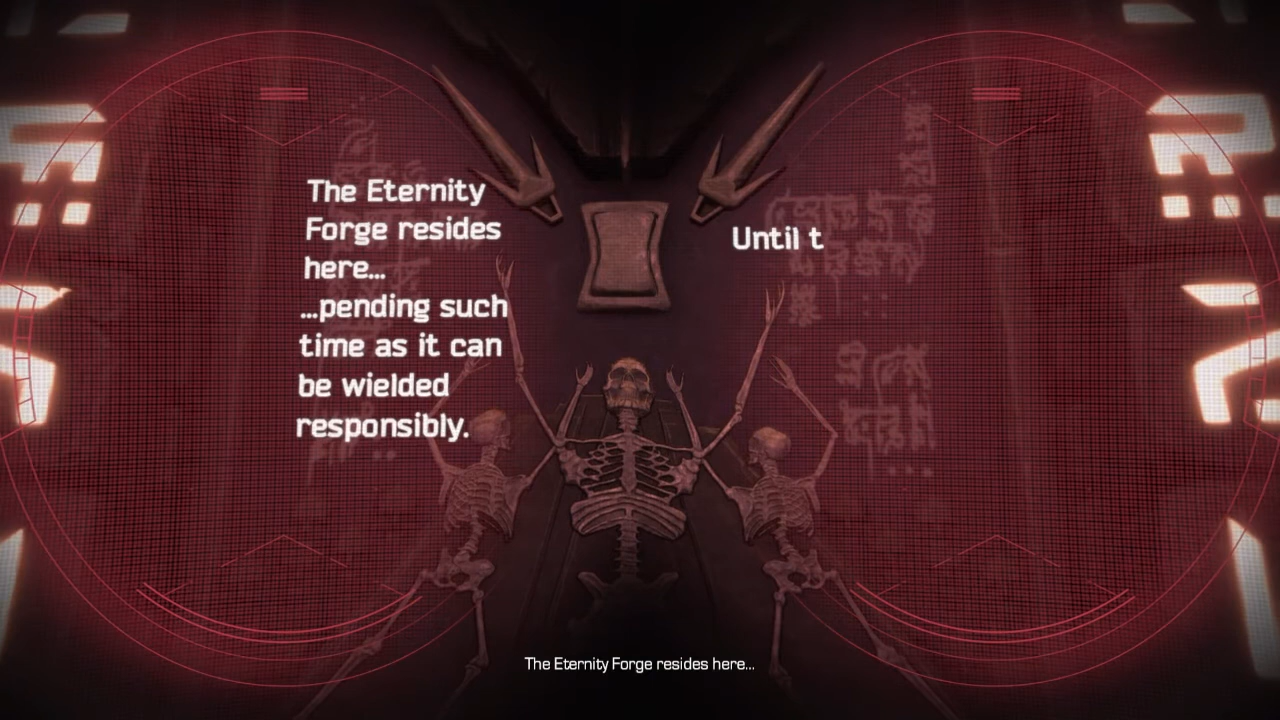 The Eternity
Forge resides
here...
...pending such
time as it can
be wielded
responsibly.
Until t
The Eternity Forge resides here...